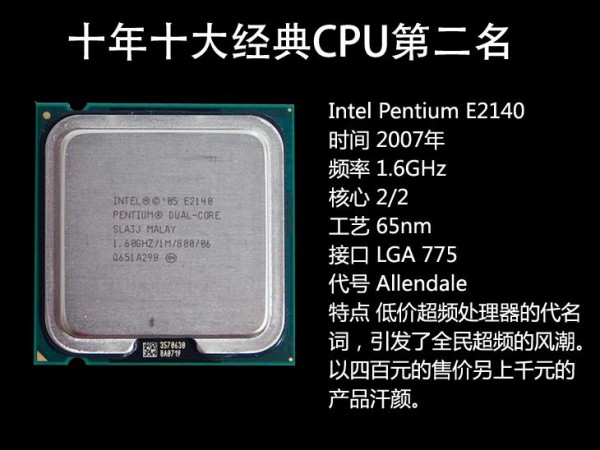 十年十大经典CPU第二名
Intel Pentium E2140
时间 2007年
频率 1.6GHz
核心 2/2
工艺 65nm
接口 LGA 775
代号 Allendale
特点 低价超频处理器的代名
词，引发了全民超频的风潮。
以四百元的售价另上千元的
产品汗颜。
INTEL® ©'05 E2140
PENTIUM® DUAL-CORE
SLA3J MALAY
1.60GHZ/1M/800/06
Q651A298
3570630
8A071F